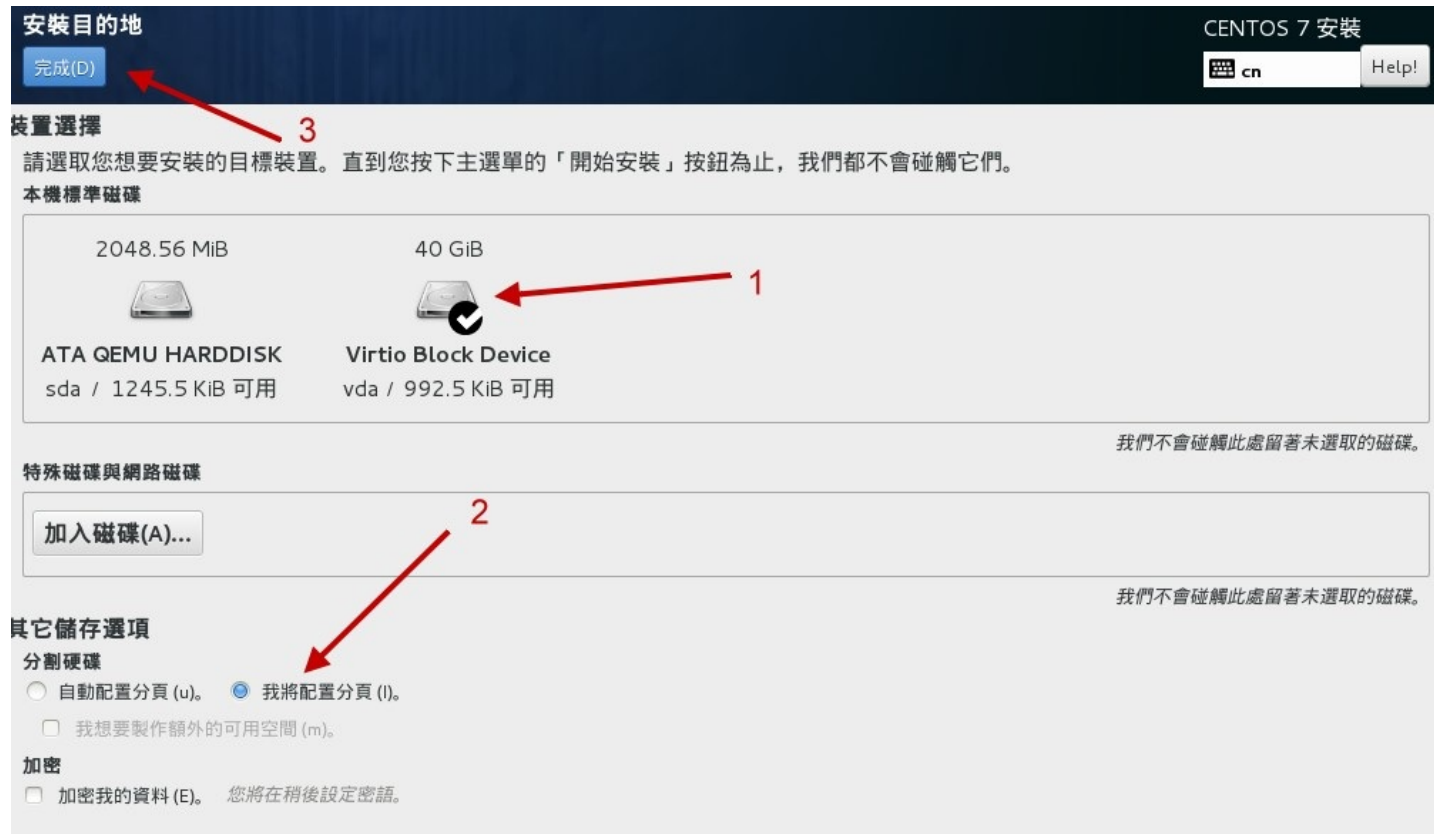 安裝目的地
CENTOS 7 安裝
完成(D)
cn
Help!
裝置選擇
3
請選取您想要安裝的目標裝置。直到您按下主選單的「開始安裝」按鈕為止，我們都不會碰觸它們。
本機標準磁碟
2048.56 MiB
40 GiB
1
ATA QEMU HARDDISK
Virtio Block Device
sda / 1245.5 KiB 可用
vda / 992.5 KiB 可用
我們不會碰觸此處留著未選取的磁碟。
特殊磁碟與網路磁碟
2
加入磁碟(A)...
我們不會碰觸此處留著未選取的磁碟。
其它儲存選項
分割硬碟
自動配置分頁 (u)。
我將配置分頁 (I)。
我想要製作額外的可用空間 (m)。
加密
加密我的資料 (E)。
您將在稍後設定密語。